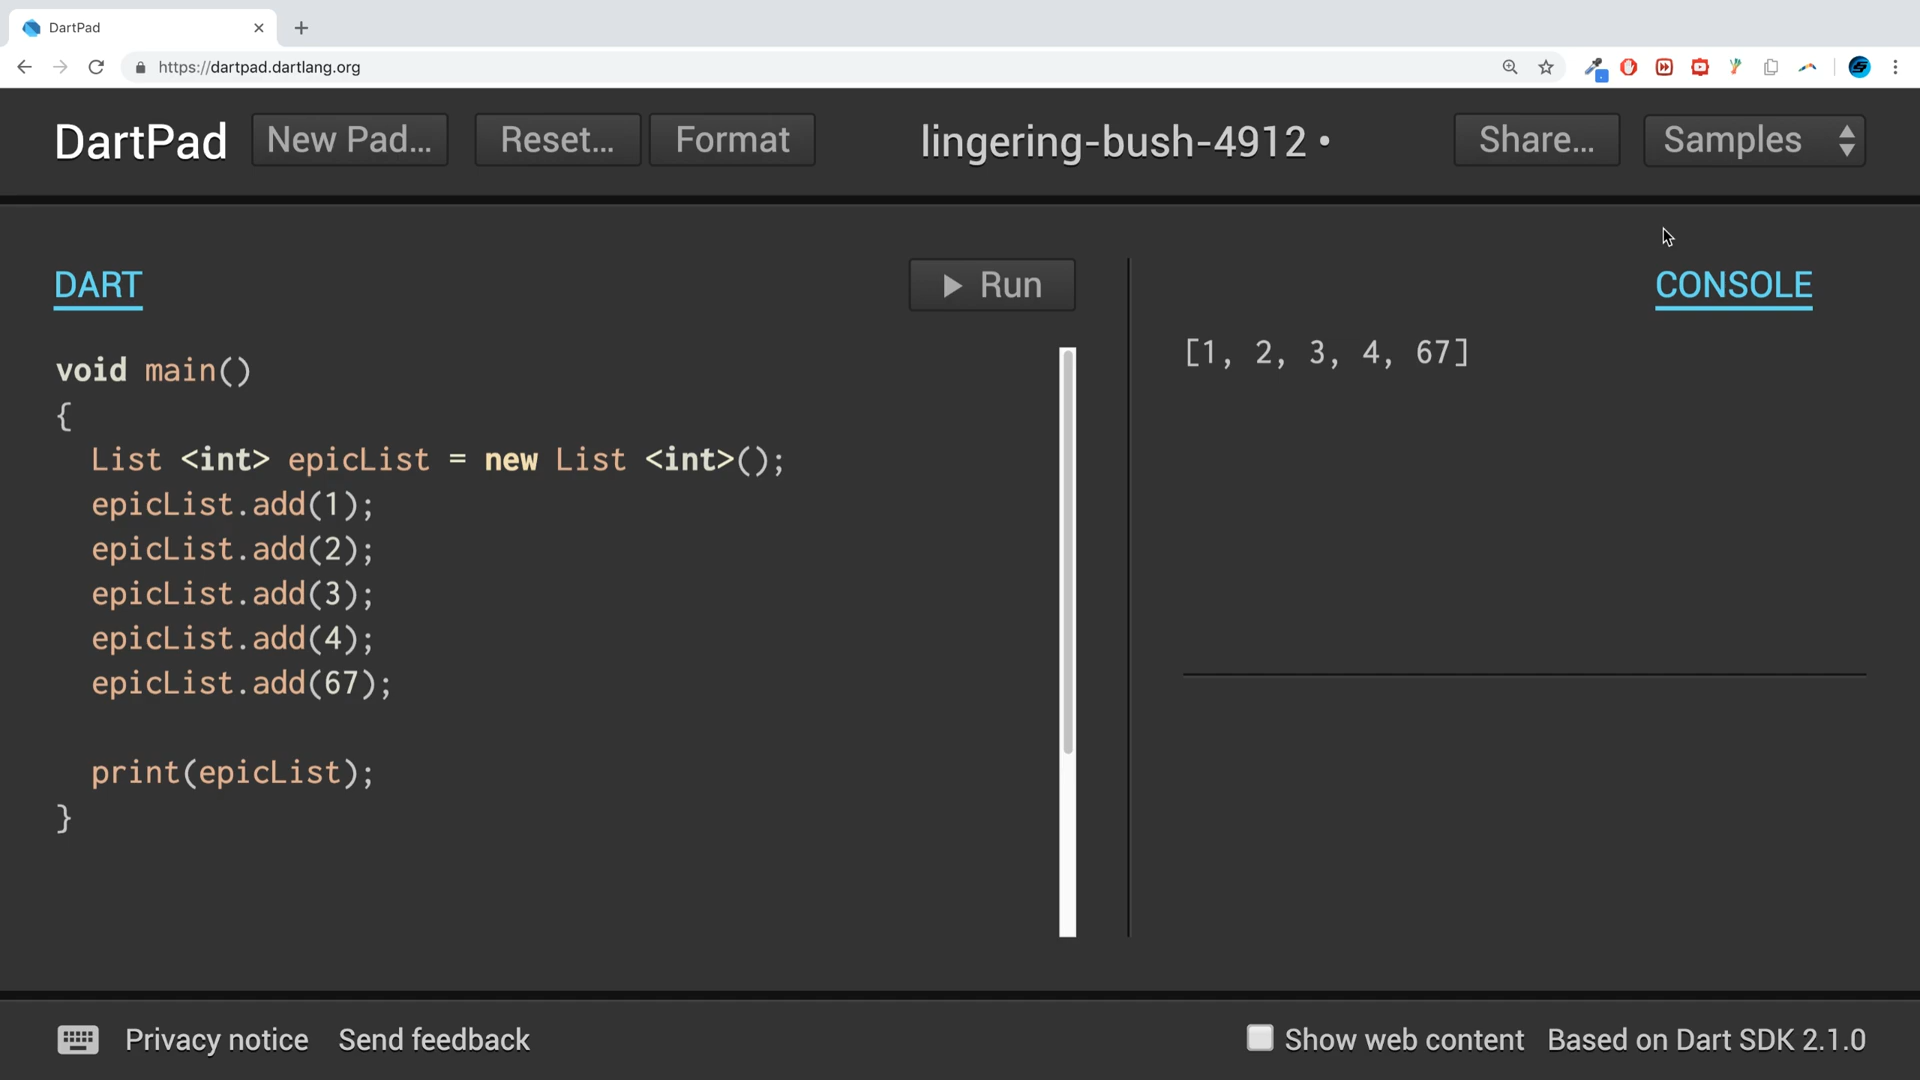 DartPad
https://dartpad.dartlang.org
DartPad
New Pad...
Reset...
Format
lingering-bush-4912 •
Share...
Samples
DART
Run
CONSOLE
void main()
{
  List <int> epicList = new List <int>();
  epicList.add(1);
  epicList.add(2);
  epicList.add(3);
  epicList.add(4);
  epicList.add(67);
  print(epicList);
}
[1, 2, 3, 4, 67]
Privacy notice
Send feedback
Show web content
Based on Dart SDK 2.1.0